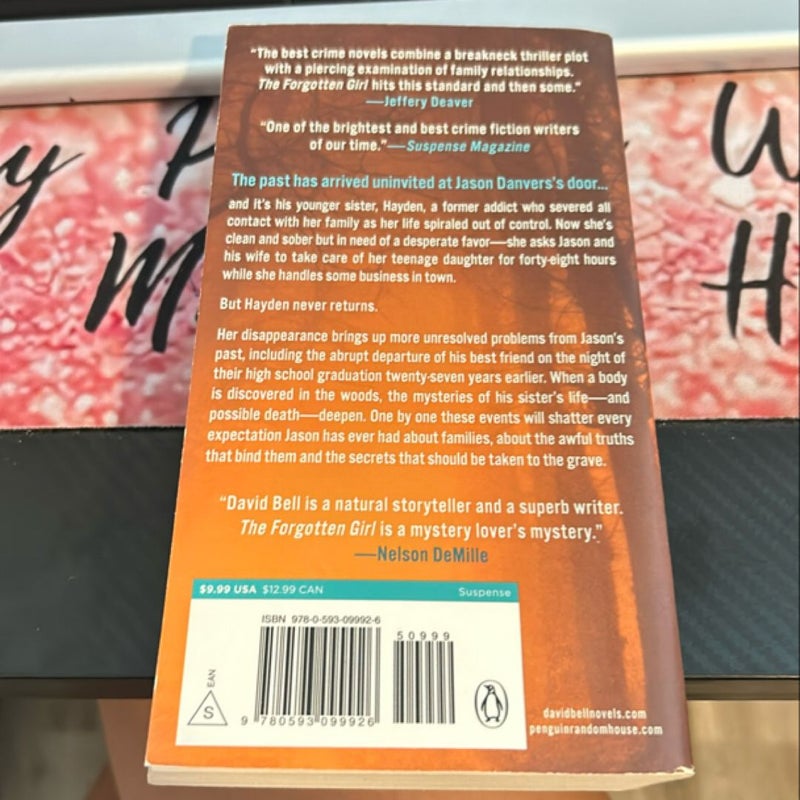 "The best crime novels combine a breakneck thriller plot
with a piercing examination of family relationships.
The Forgotten Girl hits this standard and then some."
—Jeffery Deaver
"One of the brightest and best crime fiction writers
of our time."—Suspense Magazine
The past has arrived uninvited at Jason Danvers's door...
and it's his younger sister, Hayden, a former addict who severed all
contact with her family as her life spiraled out of control. Now she's
clean and sober but in need of a desperate favor—she asks Jason and
his wife to take care of her teenage daughter for forty-eight hours
while she handles some business in town.
But Hayden never returns.
Her disappearance brings up more unresolved problems from Jason's
past, including the abrupt departure of his best friend on the night of
their high school graduation twenty-seven years earlier. When a body
is discovered in the woods, the mysteries of his sister's life—and
possible death—deepen. One by one these events will shatter every
expectation Jason has ever had about families, about the awful truths
that bind them and the secrets that should be taken to the grave.
"David Bell is a natural storyteller and a superb writer.
The Forgotten Girl is a mystery lover's mystery."
—Nelson DeMille
$9.99 USA $12.99 CAN Suspense
ISBN 978-0-593-09992-6
50999
EAN
S
9 780593 099926
davidbellnovels.com
penguinrandomhouse.com